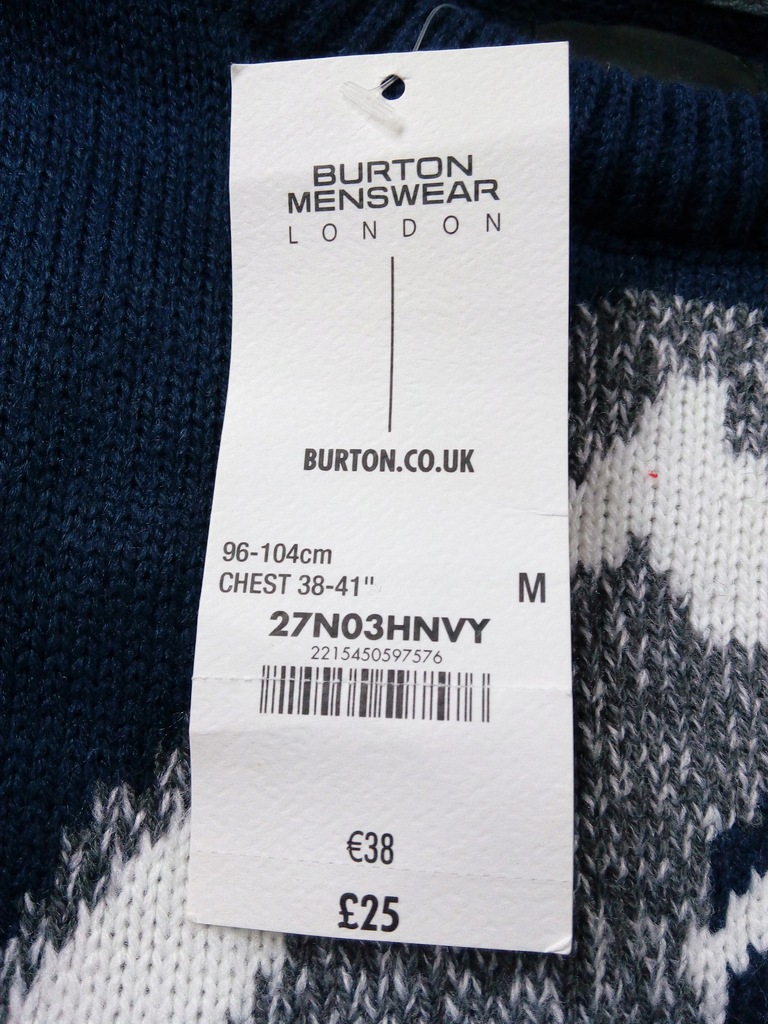 BURTON
MENSWEAR
LONDON
BURTON.CO.UK
96-104cm
CHEST 38-41" M
27N03HNVY
2215450597576
€38
£25